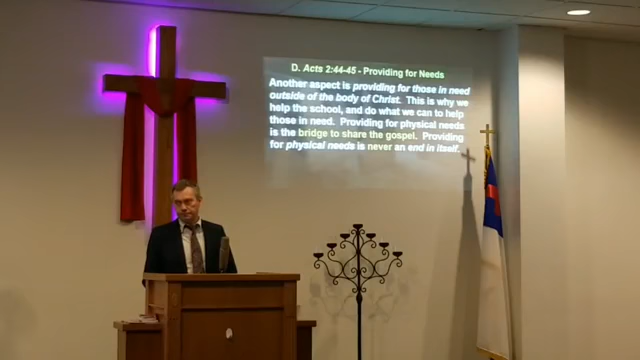 D. Acts 2:44-45 - Providing for Needs
Another aspect is providing for those in need
outside of the body of Christ. This is why we
help the school, and do what we can to help
those in need. Providing for physical needs
is the bridge to share the gospel. Providing
for physical needs is never an end in itself.